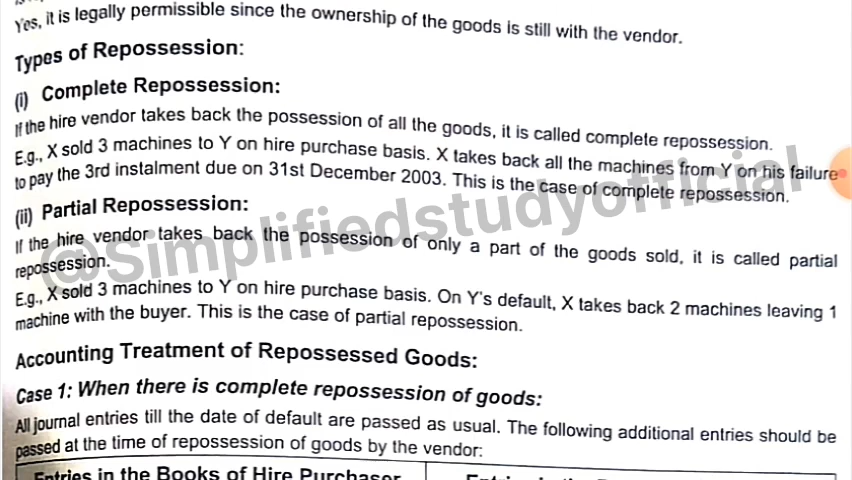 Yes, it is legally permissible since the ownership of the goods is still with the vendor.
Types of Repossession:
(i) Complete Repossession:
If the hire vendor takes back the possession of all the goods, it is called complete repossession.
E.g., X sold 3 machines to Y on hire purchase basis. X takes back all the machines from Y on his failure
to pay the 3rd instalment due on 31st December 2003. This is the case of complete repossession.
(ii) Partial Repossession:
If the hire vendor takes back the possession of only a part of the goods sold, it is called partial
repossession.
E.g., X sold 3 machines to Y on hire purchase basis. On Y's default, X takes back 2 machines leaving 1
machine with the buyer. This is the case of partial repossession.
@Simplifiedstudyofficial
Accounting Treatment of Repossessed Goods:
Case 1: When there is complete repossession of goods:
All journal entries till the date of default are passed as usual. The following additional entries should be
passed at the time of repossession of goods by the vendor:
Entries in the Books of Hire Purchaser